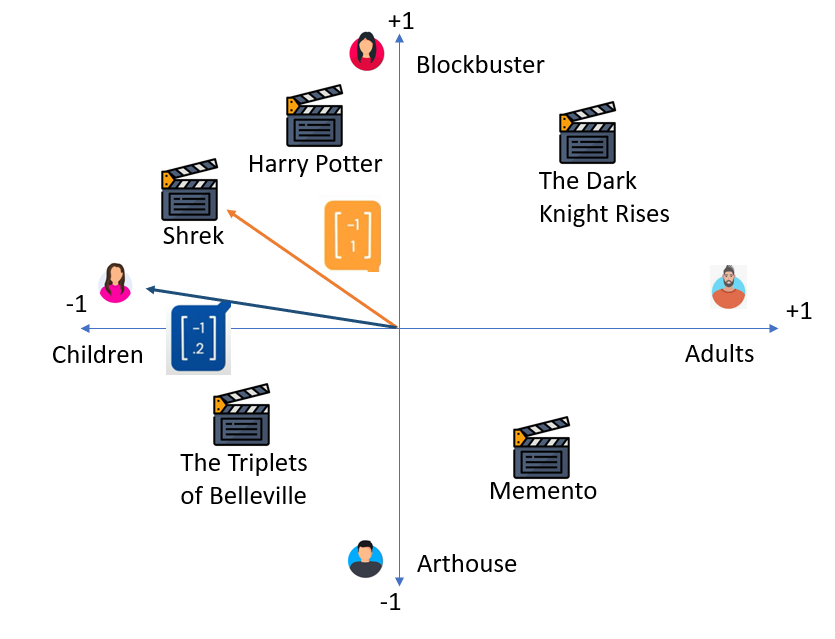 +1
Blockbuster
Harry Potter
The Dark
Knight Rises
Shrek
-1
1
-1
+1
-1
.2
Children
Adults
The Triplets
of Belleville
Memento
Arthouse
-1